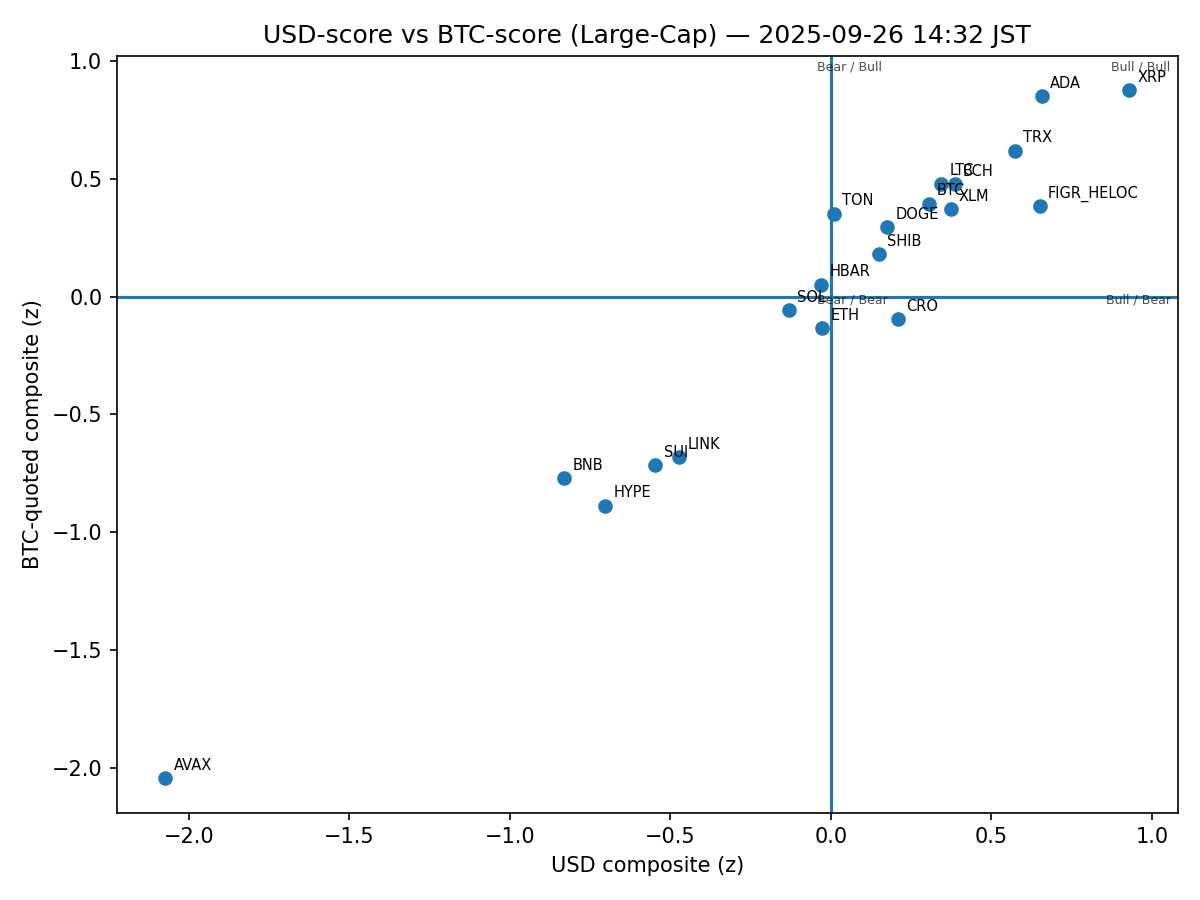 USD-score vs BTC-score (Large-Cap) — 2025-09-26 14:32 JST
BTC-quoted composite (z)
1.0
0.5
0.0
−0.5
−1.0
−1.5
−2.0
Bear / Bull
Bull / Bull
XRP
ADA
TRX
LTC
BCH
BTC
XLM
FIGR_HELOC
TON
DOGE
SHIB
HBAR
SOL
Bear / Bear
Bull / Bear
CRO
ETH
LINK
SUI
BNB
HYPE
AVAX
−2.0
−1.5
−1.0
−0.5
0.0
0.5
1.0
USD composite (z)